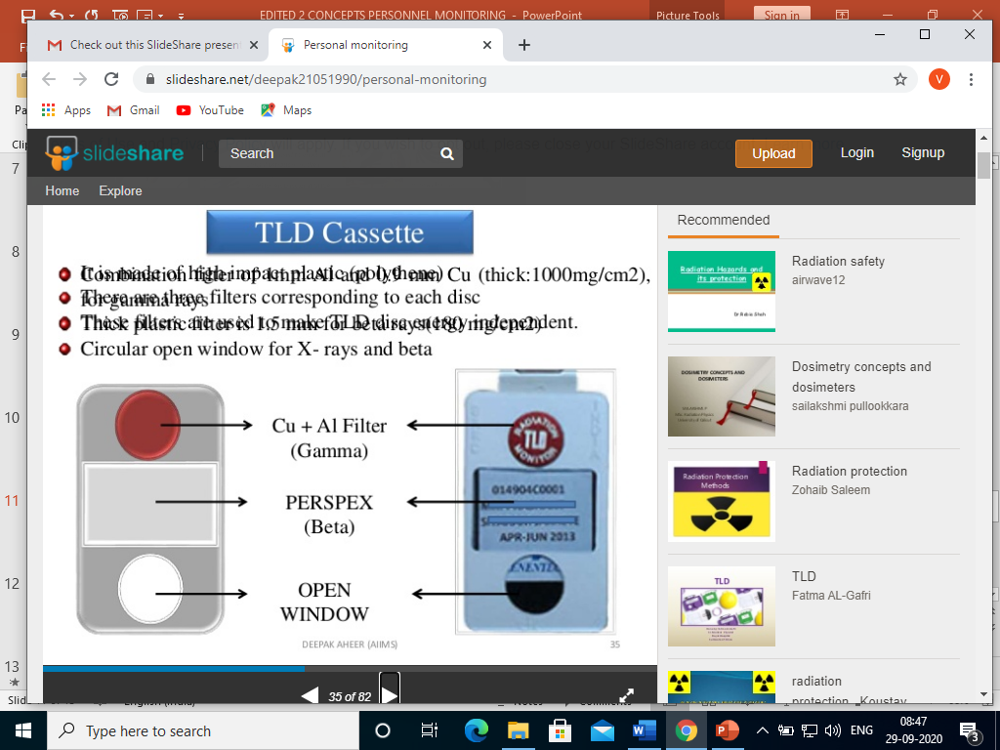 EDITED 2 CONCEPTS PERSONNEL MONITORING - PowerPoint
Picture Tools
Sign in
Check out this SlideShare presen
Personal monitoring
slideshare.net/deepak21051990/personal-monitoring
V
Apps
Gmail
YouTube
Maps
slideshare
Search
Upload
Login
Signup
Home
Explore
TLD Cassette
It is made of high impact plastic (polythene)
Combination filter of 1mm Al and 0.9 mm Cu (thick:1000mg/cm2),
for gamma rays
There are three filters corresponding to each disc
These filters are used to make TLD disc energy independent.
Thick plastic filter is 1.5 mm for beta rays(180 mg/cm2)
Circular open window for X- rays and beta
Cu + Al Filter
(Gamma)
PERSPEX
(Beta)
OPEN
WINDOW
RADIATION
TLD
MONITOR
014904C0001
APR-JUN 2013
DEEPAK AHEER (AIIMS)
35
35 of 82
Recommended
Radiation Hazards and
its protection
Radiation safety
airwave12
DOSIMETRY CONCEPTS AND
DOSIMETERS
Dosimetry concepts and
dosimeters
sailakshmi pullookkara
Radiation Protection
Methods
Radiation protection
Zohaib Saleem
TLD
TLD
Fatma AL-Gafri
radiation
protection_ Koustav
7
8
9
10
11
12
13
Type here to search
ENG
08:47
29-09-2020
3